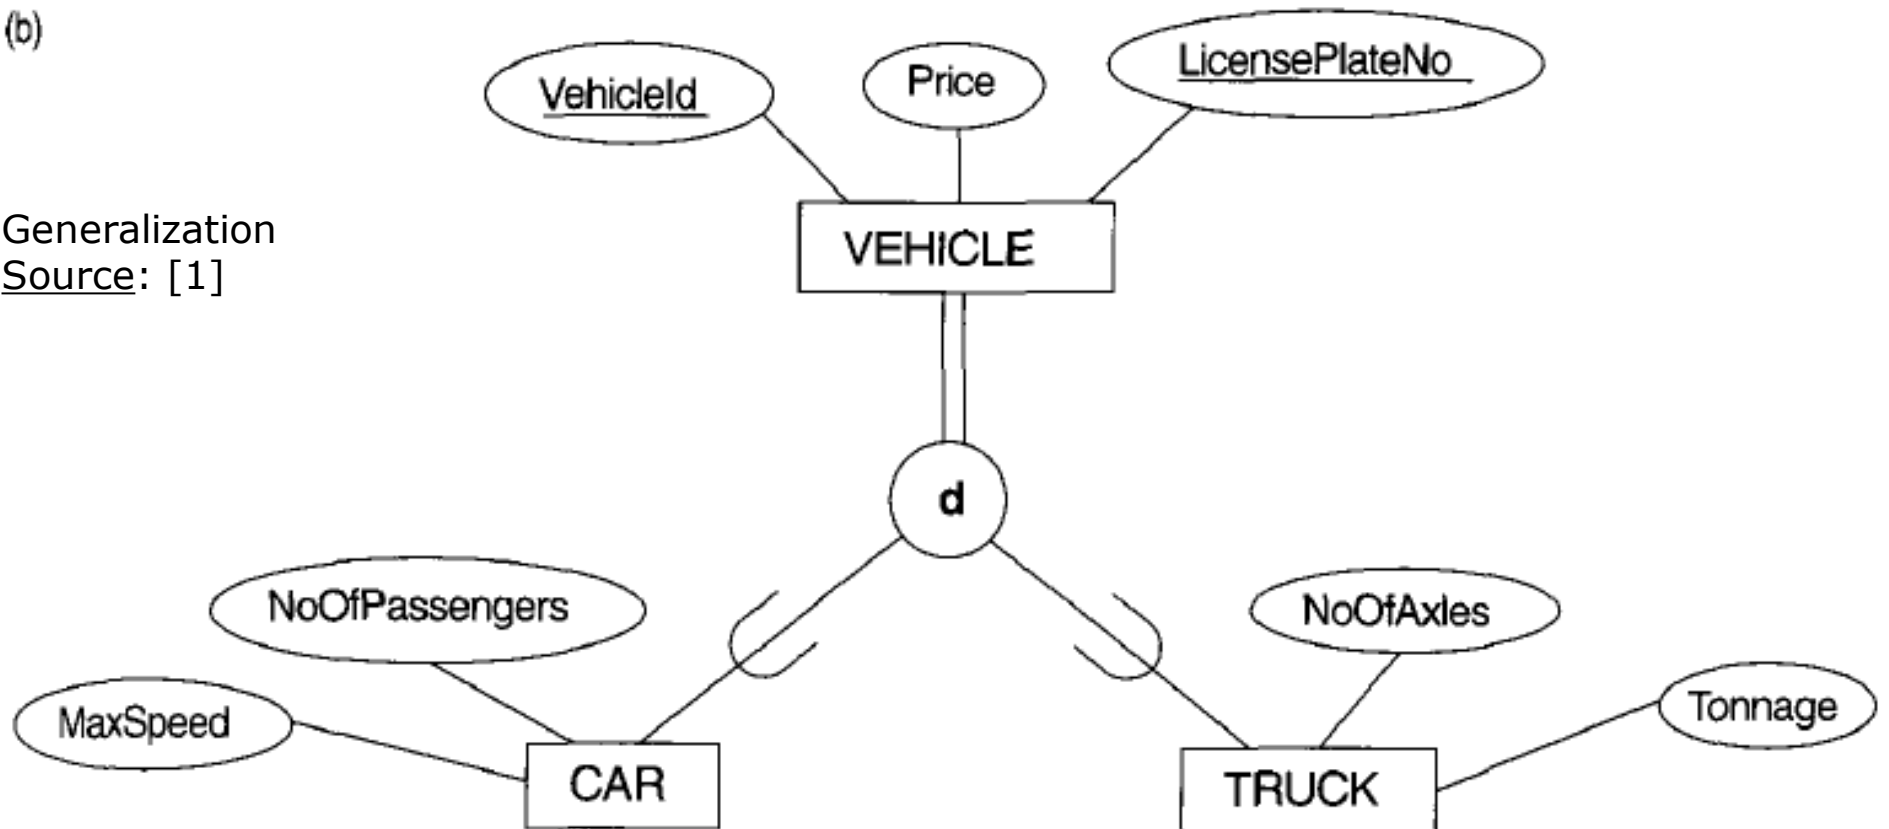 (b)
VehicleId
Price
LicensePlateNo
Generalization
Source: [1]
VEHICLE
d
NoOfPassengers
NoOfAxles
MaxSpeed
Tonnage
CAR
TRUCK